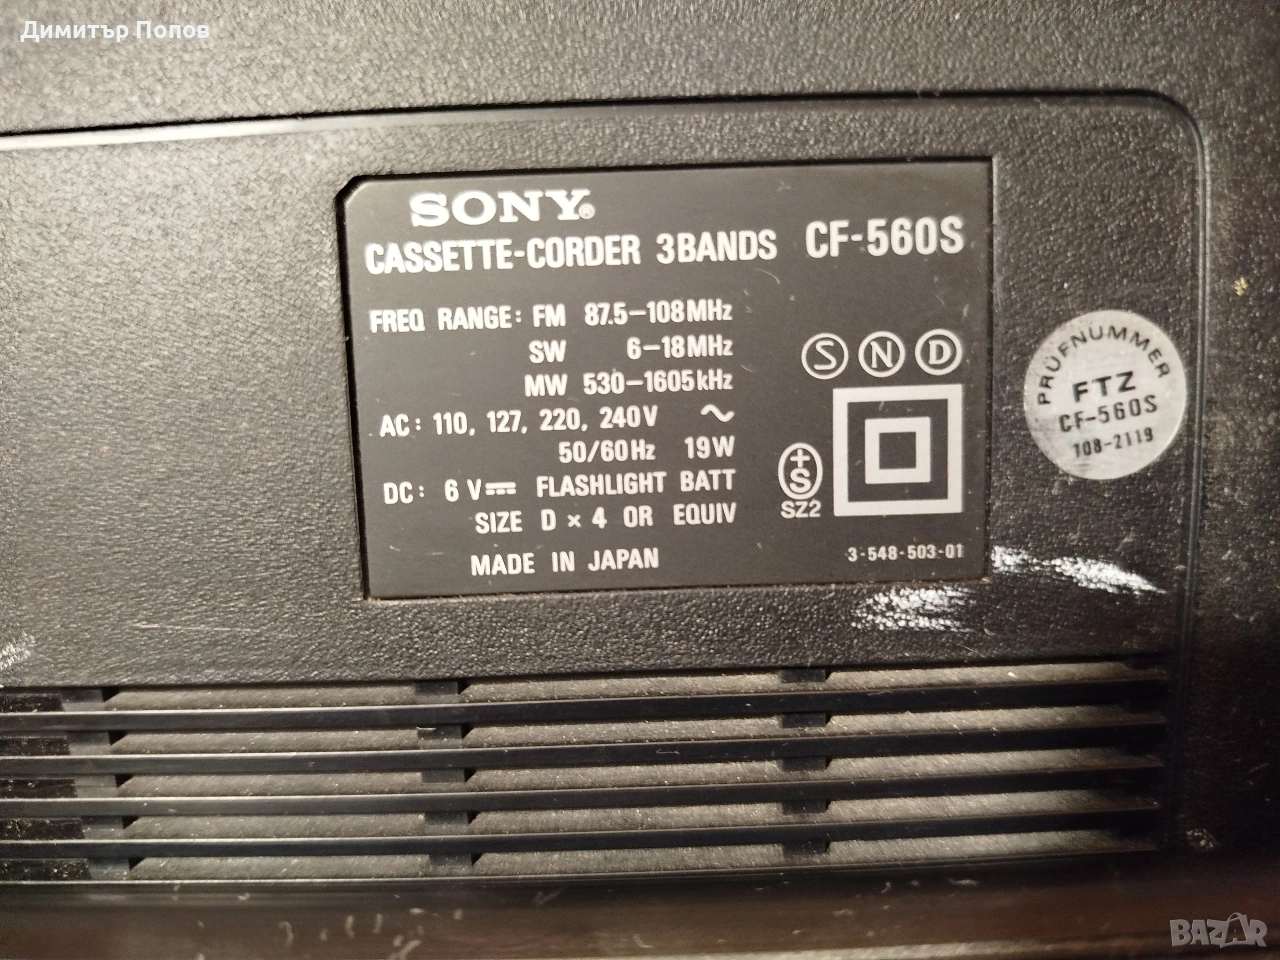 Димитър Попов
SONY®
CASSETTE-CORDER 3BANDS CF-560S
FREQ RANGE: FM 87.5–108MHz
SW 6–18MHz
MW 530–1605kHz
AC: 110, 127, 220, 240V ~
50/60Hz 19W
DC: 6 V⎓ FLASHLIGHT BATT
SIZE D × 4 OR EQUIV
MADE IN JAPAN
S N D
+S
SZ2
3-548-503-01
PRÜFNUMMER
FTZ
CF-560S
108-2119
BAZAR